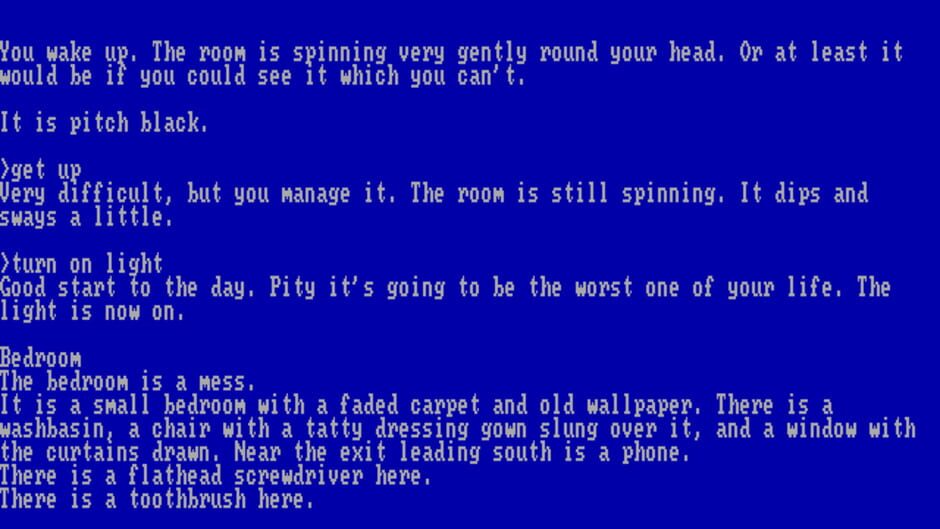 You wake up. The room is spinning very gently round your head. Or at least it
would be if you could see it which you can't.
It is pitch black.
>get up
Very difficult, but you manage it. The room is still spinning. It dips and
sways a little.
>turn on light
Good start to the day. Pity it's going to be the worst one of your life. The
light is now on.
Bedroom
The bedroom is a mess.
It is a small bedroom with a faded carpet and old wallpaper. There is a
washbasin, a chair with a tatty dressing gown slung over it, and a window with
the curtains drawn. Near the exit leading south is a phone.
There is a flathead screwdriver here.
There is a toothbrush here.